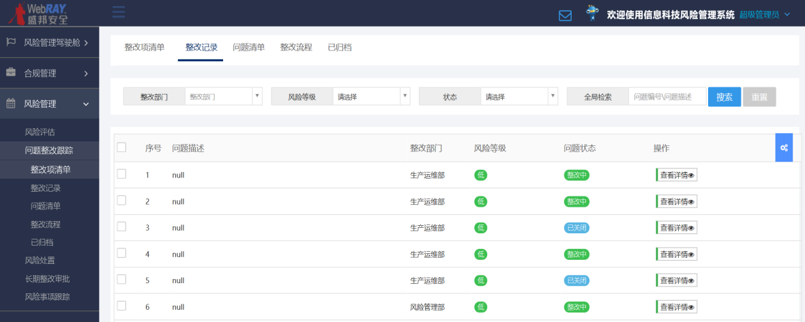 WebRAY
盛邦安全
欢迎使用信息科技风险管理系统 超级管理员
风险管理驾驶舱
合规管理
风险管理
风险评估
问题整改跟踪
整改项清单
整改记录
问题清单
整改流程
已归档
风险处置
长期整改审批
风险事项跟踪
整改项清单 整改记录 问题清单 整改流程 已归档
整改部门 整改部门 风险等级 请选择 状态 请选择 全局检索 问题编号\问题描述 搜索 重置
序号 问题描述 整改部门 风险等级 问题状态 操作
1 null 生产运维部 低 整改中 查看详情
2 null 生产运维部 低 整改中 查看详情
3 null 生产运维部 低 已关闭 查看详情
4 null 生产运维部 低 整改中 查看详情
5 null 生产运维部 低 已关闭 查看详情
6 null 风险管理部 低 整改中 查看详情